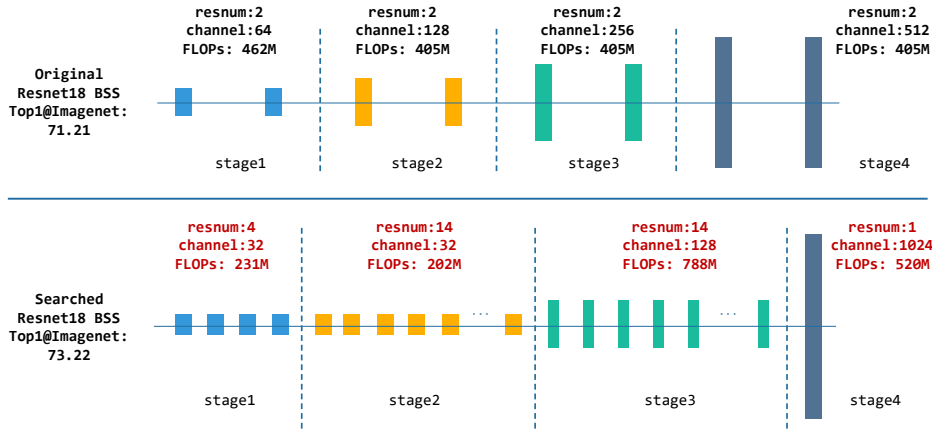 resnum:2
channel:64
FLOPs: 462M
resnum:2
channel:128
FLOPs: 405M
resnum:2
channel:256
FLOPs: 405M
resnum:2
channel:512
FLOPs: 405M
Original
Resnet18 BSS
Top1@Imagenet:
71.21
stage1
stage2
stage3
stage4
resnum:4
channel:32
FLOPs: 231M
resnum:14
channel:32
FLOPs: 202M
resnum:14
channel:128
FLOPs: 788M
resnum:1
channel:1024
FLOPs: 520M
Searched
Resnet18 BSS
Top1@Imagenet:
73.22
...
...
stage1
stage2
stage3
stage4